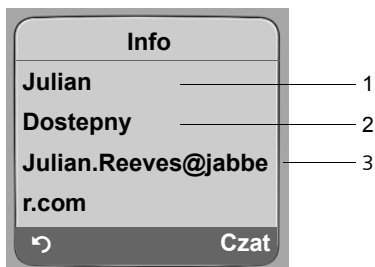 Info
Julian 1
Dostepny 2
Julian.Reeves@jabbe 3
r.com
Czat